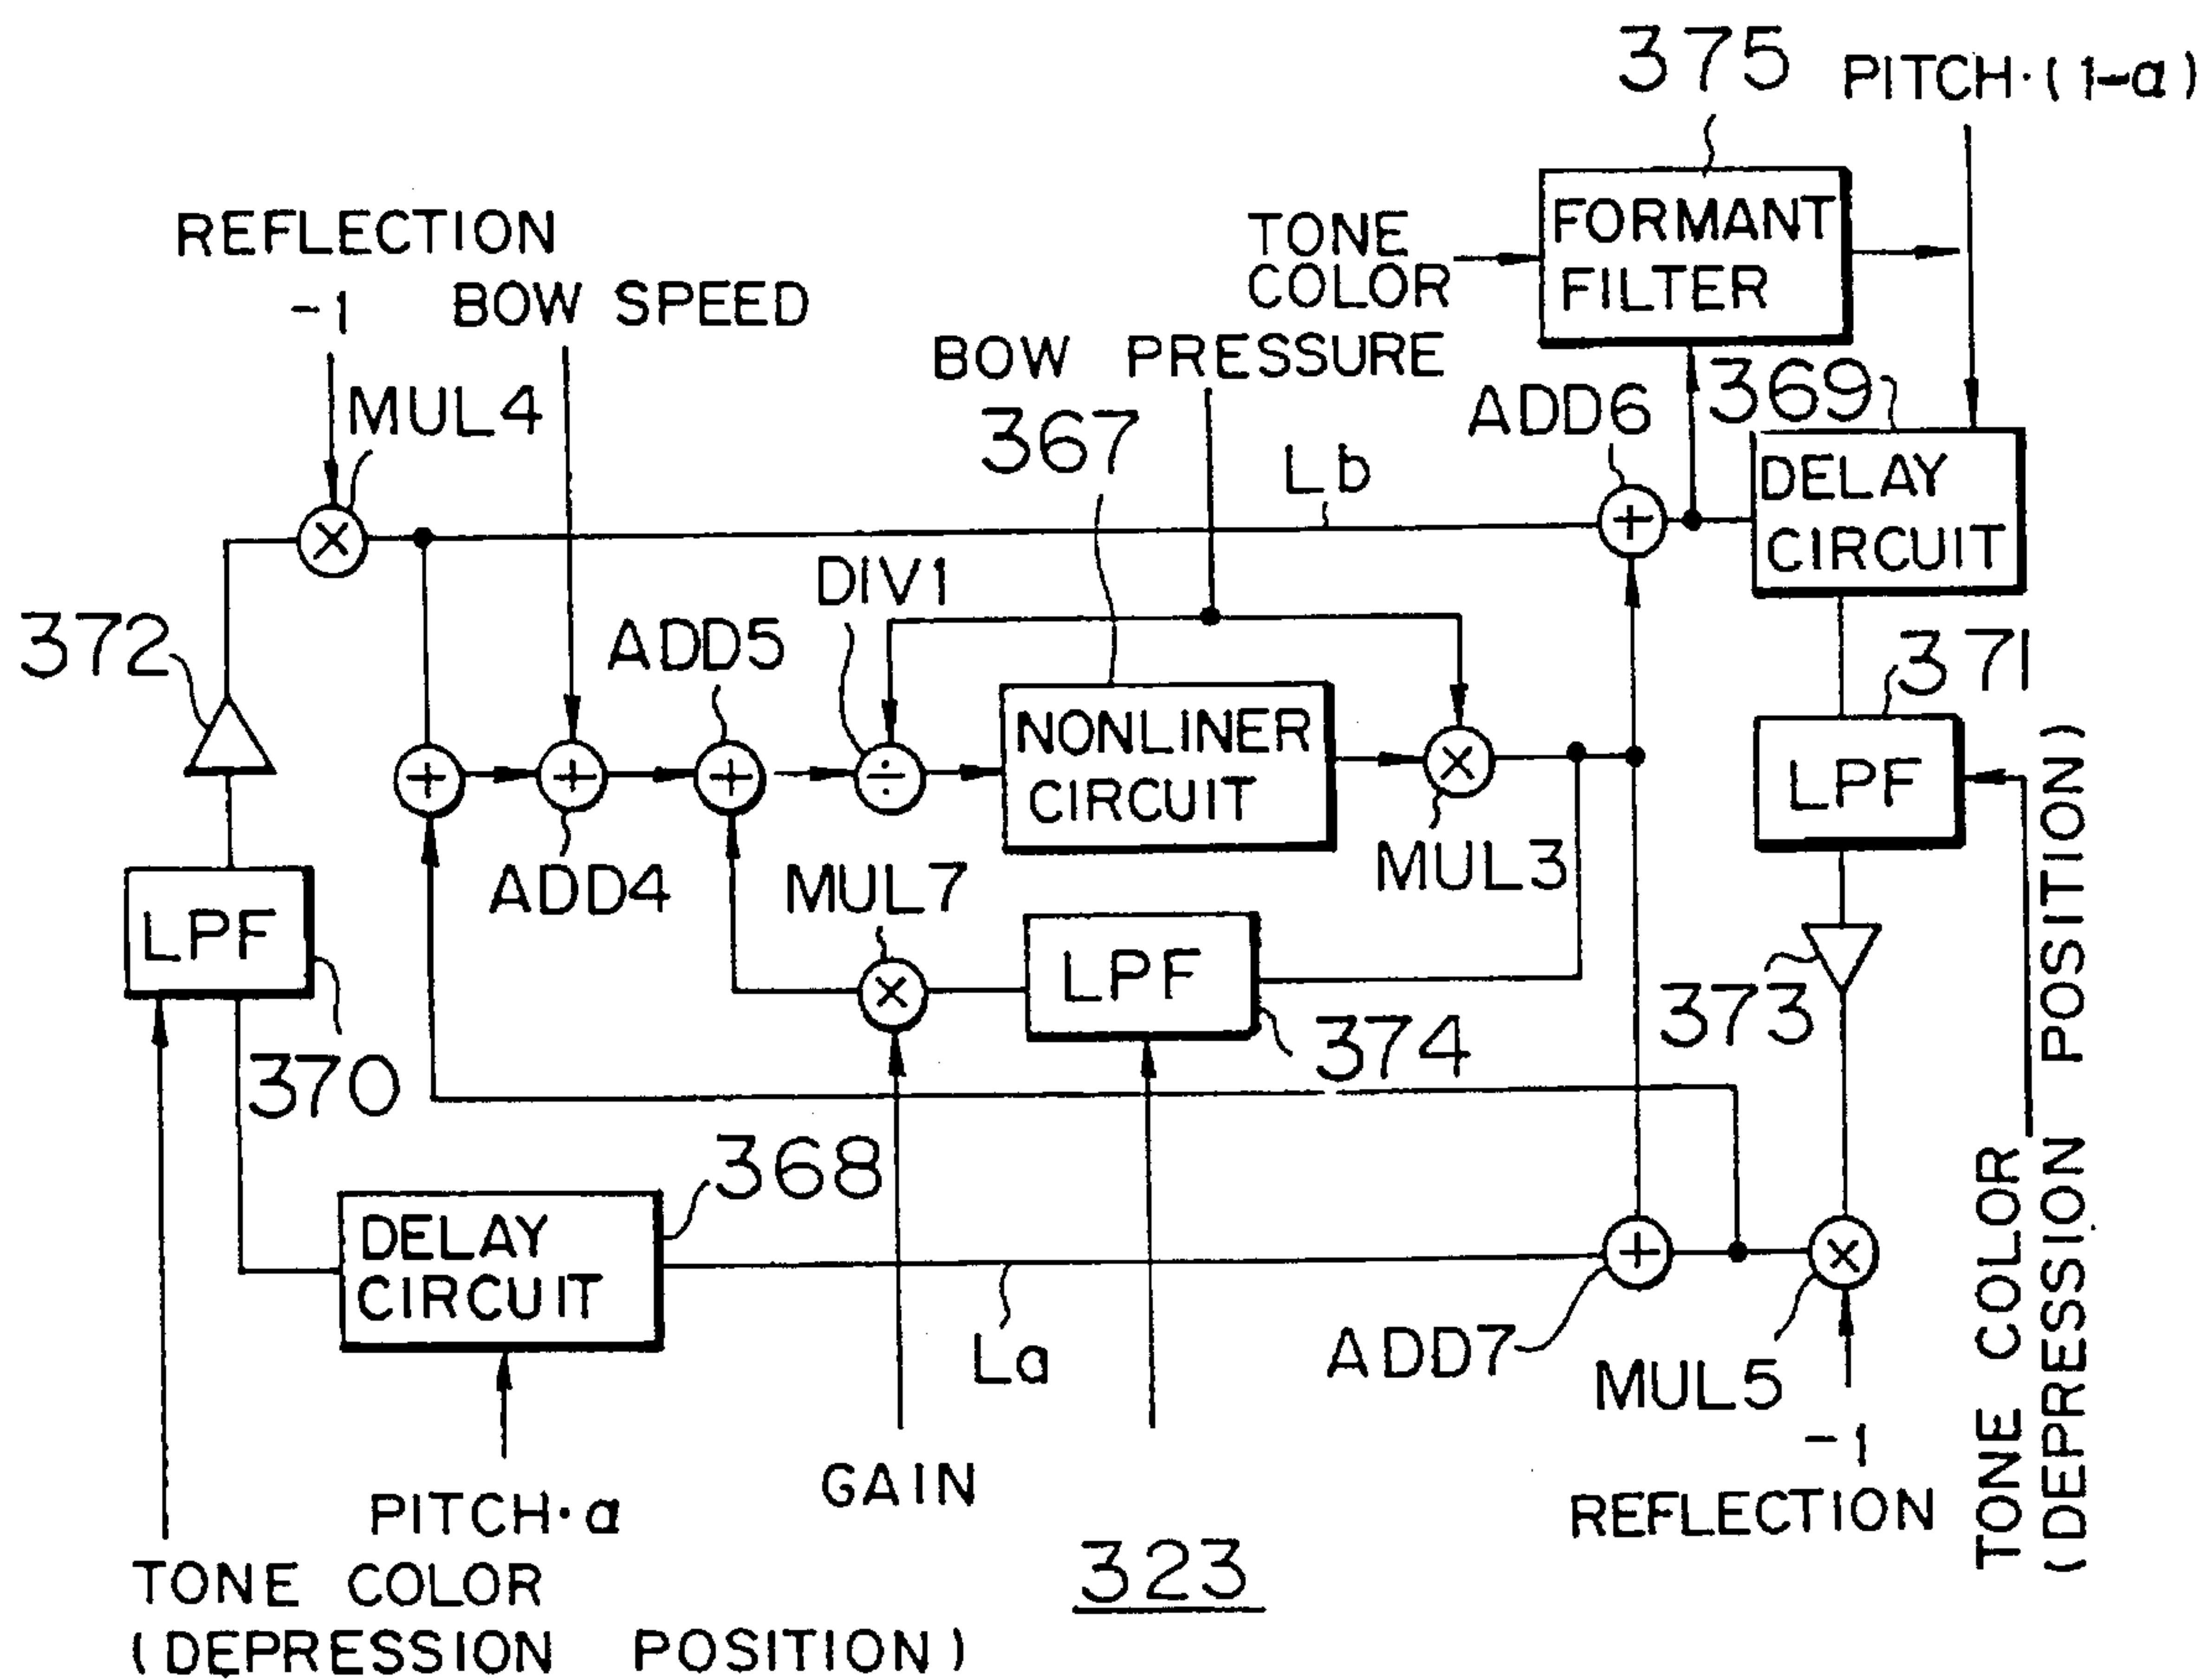 375
PITCH·(1-α)
REFLECTION
-1
BOW SPEED
TONE
COLOR
FORMANT
FILTER
BOW PRESSURE
MUL4
367
ADD6
369
Lb
DELAY
CIRCUIT
DIV1
372
ADD5
371
NONLINER
CIRCUIT
LPF
ADD4
MUL7
MUL3
LPF
LPF
373
370
374
368
DELAY
CIRCUIT
La
ADD7
MUL5
-1
REFLECTION
GAIN
PITCH·α
TONE COLOR
(DEPRESSION POSITION)
TONE COLOR
(DEPRESSION POSITION)
323
+
+
+
+
+
×
×
×
×
÷